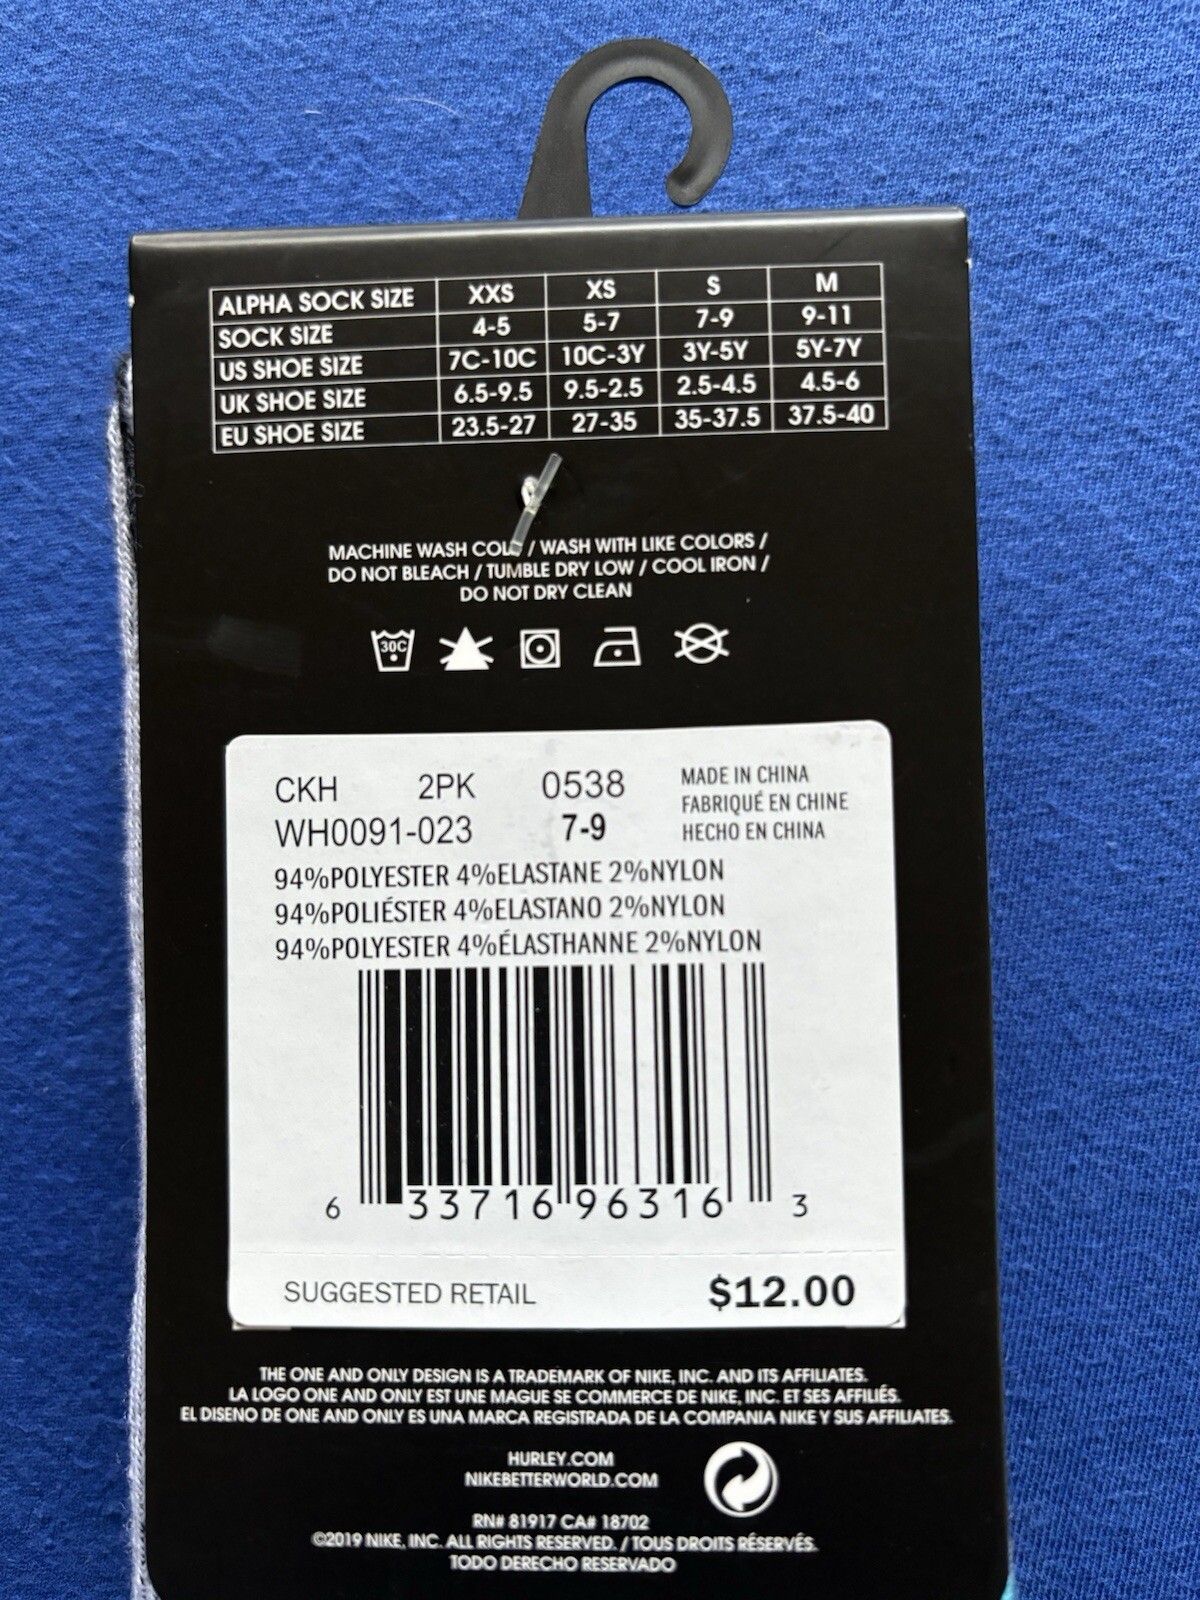 ALPHA SOCK SIZE XXS XS S M
SOCK SIZE 4-5 5-7 7-9 9-11
US SHOE SIZE 7C-10C 10C-3Y 3Y-5Y 5Y-7Y
UK SHOE SIZE 6.5-9.5 9.5-2.5 2.5-4.5 4.5-6
EU SHOE SIZE 23.5-27 27-35 35-37.5 37.5-40
MACHINE WASH COLD / WASH WITH LIKE COLORS /
DO NOT BLEACH / TUMBLE DRY LOW / COOL IRON /
DO NOT DRY CLEAN
30C
CKH 2PK 0538 MADE IN CHINA
FABRIQUÉ EN CHINE
WH0091-023 7-9 HECHO EN CHINA
94%POLYESTER 4%ELASTANE 2%NYLON
94%POLIÉSTER 4%ELASTANO 2%NYLON
94%POLYESTER 4%ÉLASTHANNE 2%NYLON
6 33716 96316 3
SUGGESTED RETAIL $12.00
THE ONE AND ONLY DESIGN IS A TRADEMARK OF NIKE, INC. AND ITS AFFILIATES.
LA LOGO ONE AND ONLY EST UNE MAGUE SE COMMERCE DE NIKE, INC. ET SES AFFILIÉS.
EL DISENO DE ONE AND ONLY ES UNA MARCA REGISTRADA DE LA COMPANIA NIKE Y SUS AFFILIATES.
HURLEY.COM
NIKEBETTERWORLD.COM
RN# 81917 CA# 18702
©2019 NIKE, INC. ALL RIGHTS RESERVED. / TOUS DROITS RÉSERVÉS.
TODO DERECHO RESERVADO